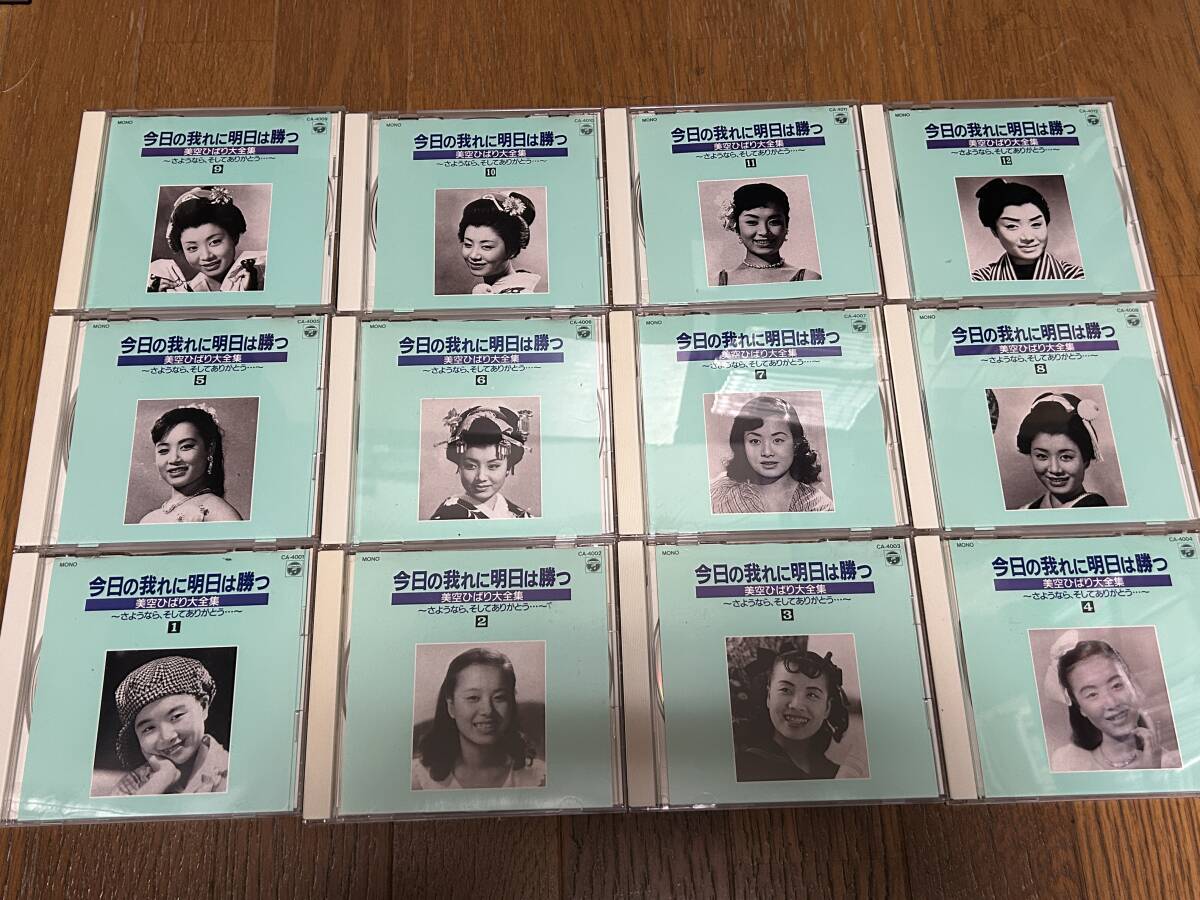 MONO
CA-4009
今日の我れに明日は勝つ
美空ひばり大全集
〜さようなら、そしてありがとう…〜
9
MONO
CA-4010
今日の我れに明日は勝つ
美空ひばり大全集
〜さようなら、そしてありがとう…〜
10
MONO
CA-4011
今日の我れに明日は勝つ
美空ひばり大全集
〜さようなら、そしてありがとう…〜
11
MONO
CA-4012
今日の我れに明日は勝つ
美空ひばり大全集
〜さようなら、そしてありがとう…〜
12
MONO
CA-4005
今日の我れに明日は勝つ
美空ひばり大全集
〜さようなら、そしてありがとう…〜
5
MONO
CA-4006
今日の我れに明日は勝つ
美空ひばり大全集
〜さようなら、そしてありがとう…〜
6
MONO
CA-4007
今日の我れに明日は勝つ
美空ひばり大全集
〜さようなら、そしてありがとう…〜
7
MONO
CA-4008
今日の我れに明日は勝つ
美空ひばり大全集
〜さようなら、そしてありがとう…〜
8
MONO
CA-4001
今日の我れに明日は勝つ
美空ひばり大全集
〜さようなら、そしてありがとう…〜
1
MONO
CA-4002
今日の我れに明日は勝つ
美空ひばり大全集
〜さようなら、そしてありがとう…〜
2
MONO
CA-4003
今日の我れに明日は勝つ
美空ひばり大全集
〜さようなら、そしてありがとう…〜
3
MONO
CA-4004
今日の我れに明日は勝つ
美空ひばり大全集
〜さようなら、そしてありがとう…〜
4